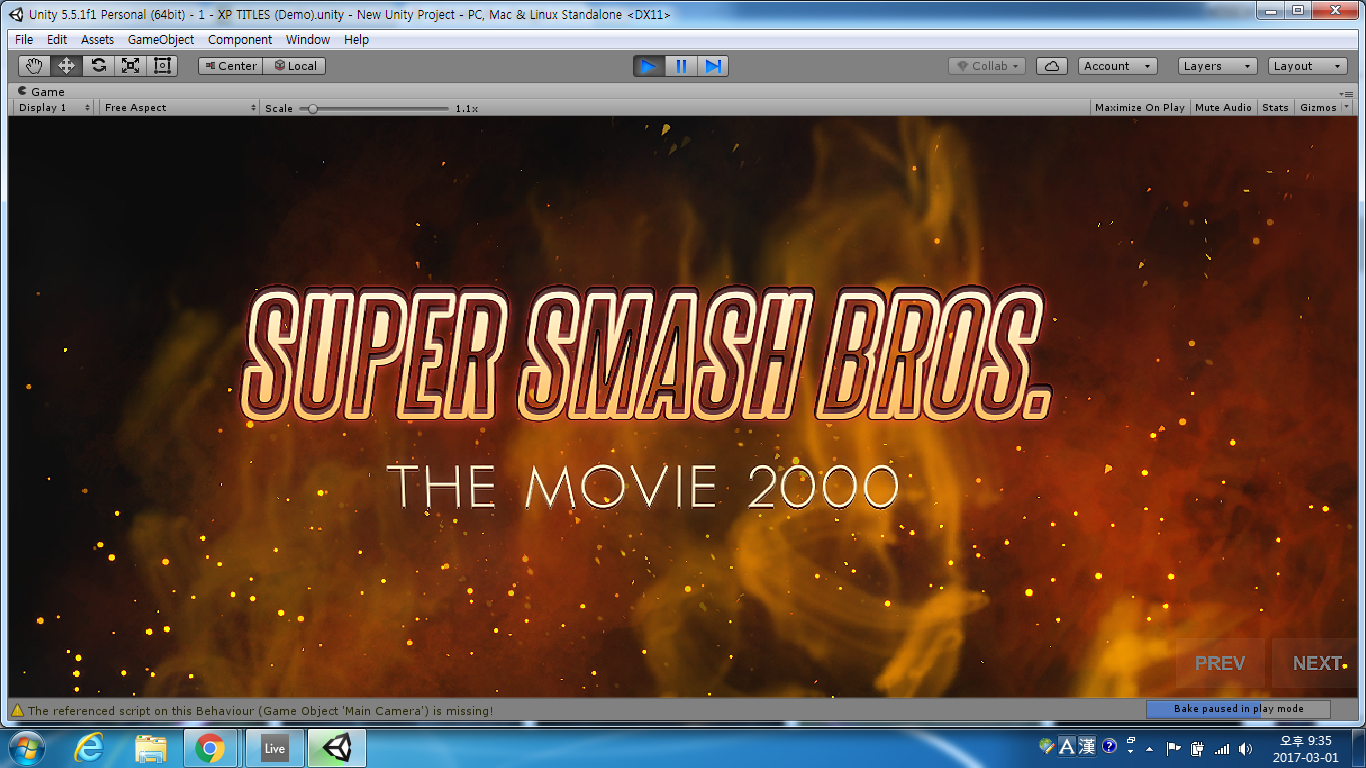 Unity 5.5.1f1 Personal (64bit) - 1 - XP TITLES (Demo).unity - New Unity Project - PC, Mac & Linux Standalone <DX11>
File Edit Assets GameObject Component Window Help
Center Local Collab Account Layers Layout
Game
Display 1 Free Aspect Scale 1.1x Maximize On Play Mute Audio Stats Gizmos
SUPER SMASH BROS.
THE MOVIE 2000
PREV NEXT
The referenced script on this Behaviour (Game Object 'Main Camera') is missing!
Bake paused in play mode
Live
A 漢 ?
오후 9:35
2017-03-01